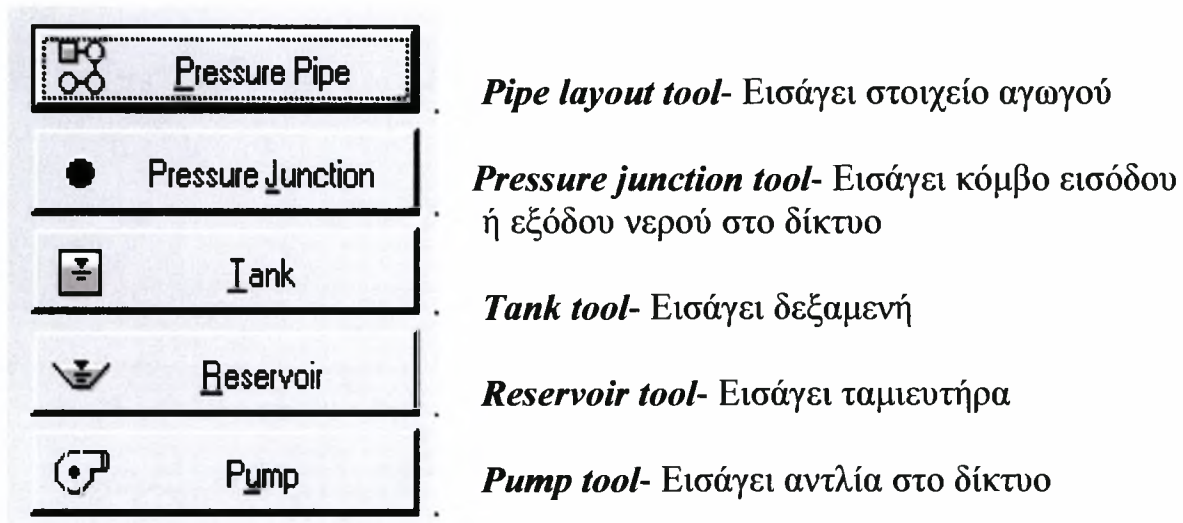 Pressure Pipe
. Pipe layout tool- Εισάγει στοιχείο αγωγού
Pressure Junction
. Pressure junction tool- Εισάγει κόμβο εισόδου
ή εξόδου νερού στο δίκτυο
Tank
. Tank tool- Εισάγει δεξαμενή
Reservoir
. Reservoir tool- Εισάγει ταμιευτήρα
Pump
. Pump tool- Εισάγει αντλία στο δίκτυο